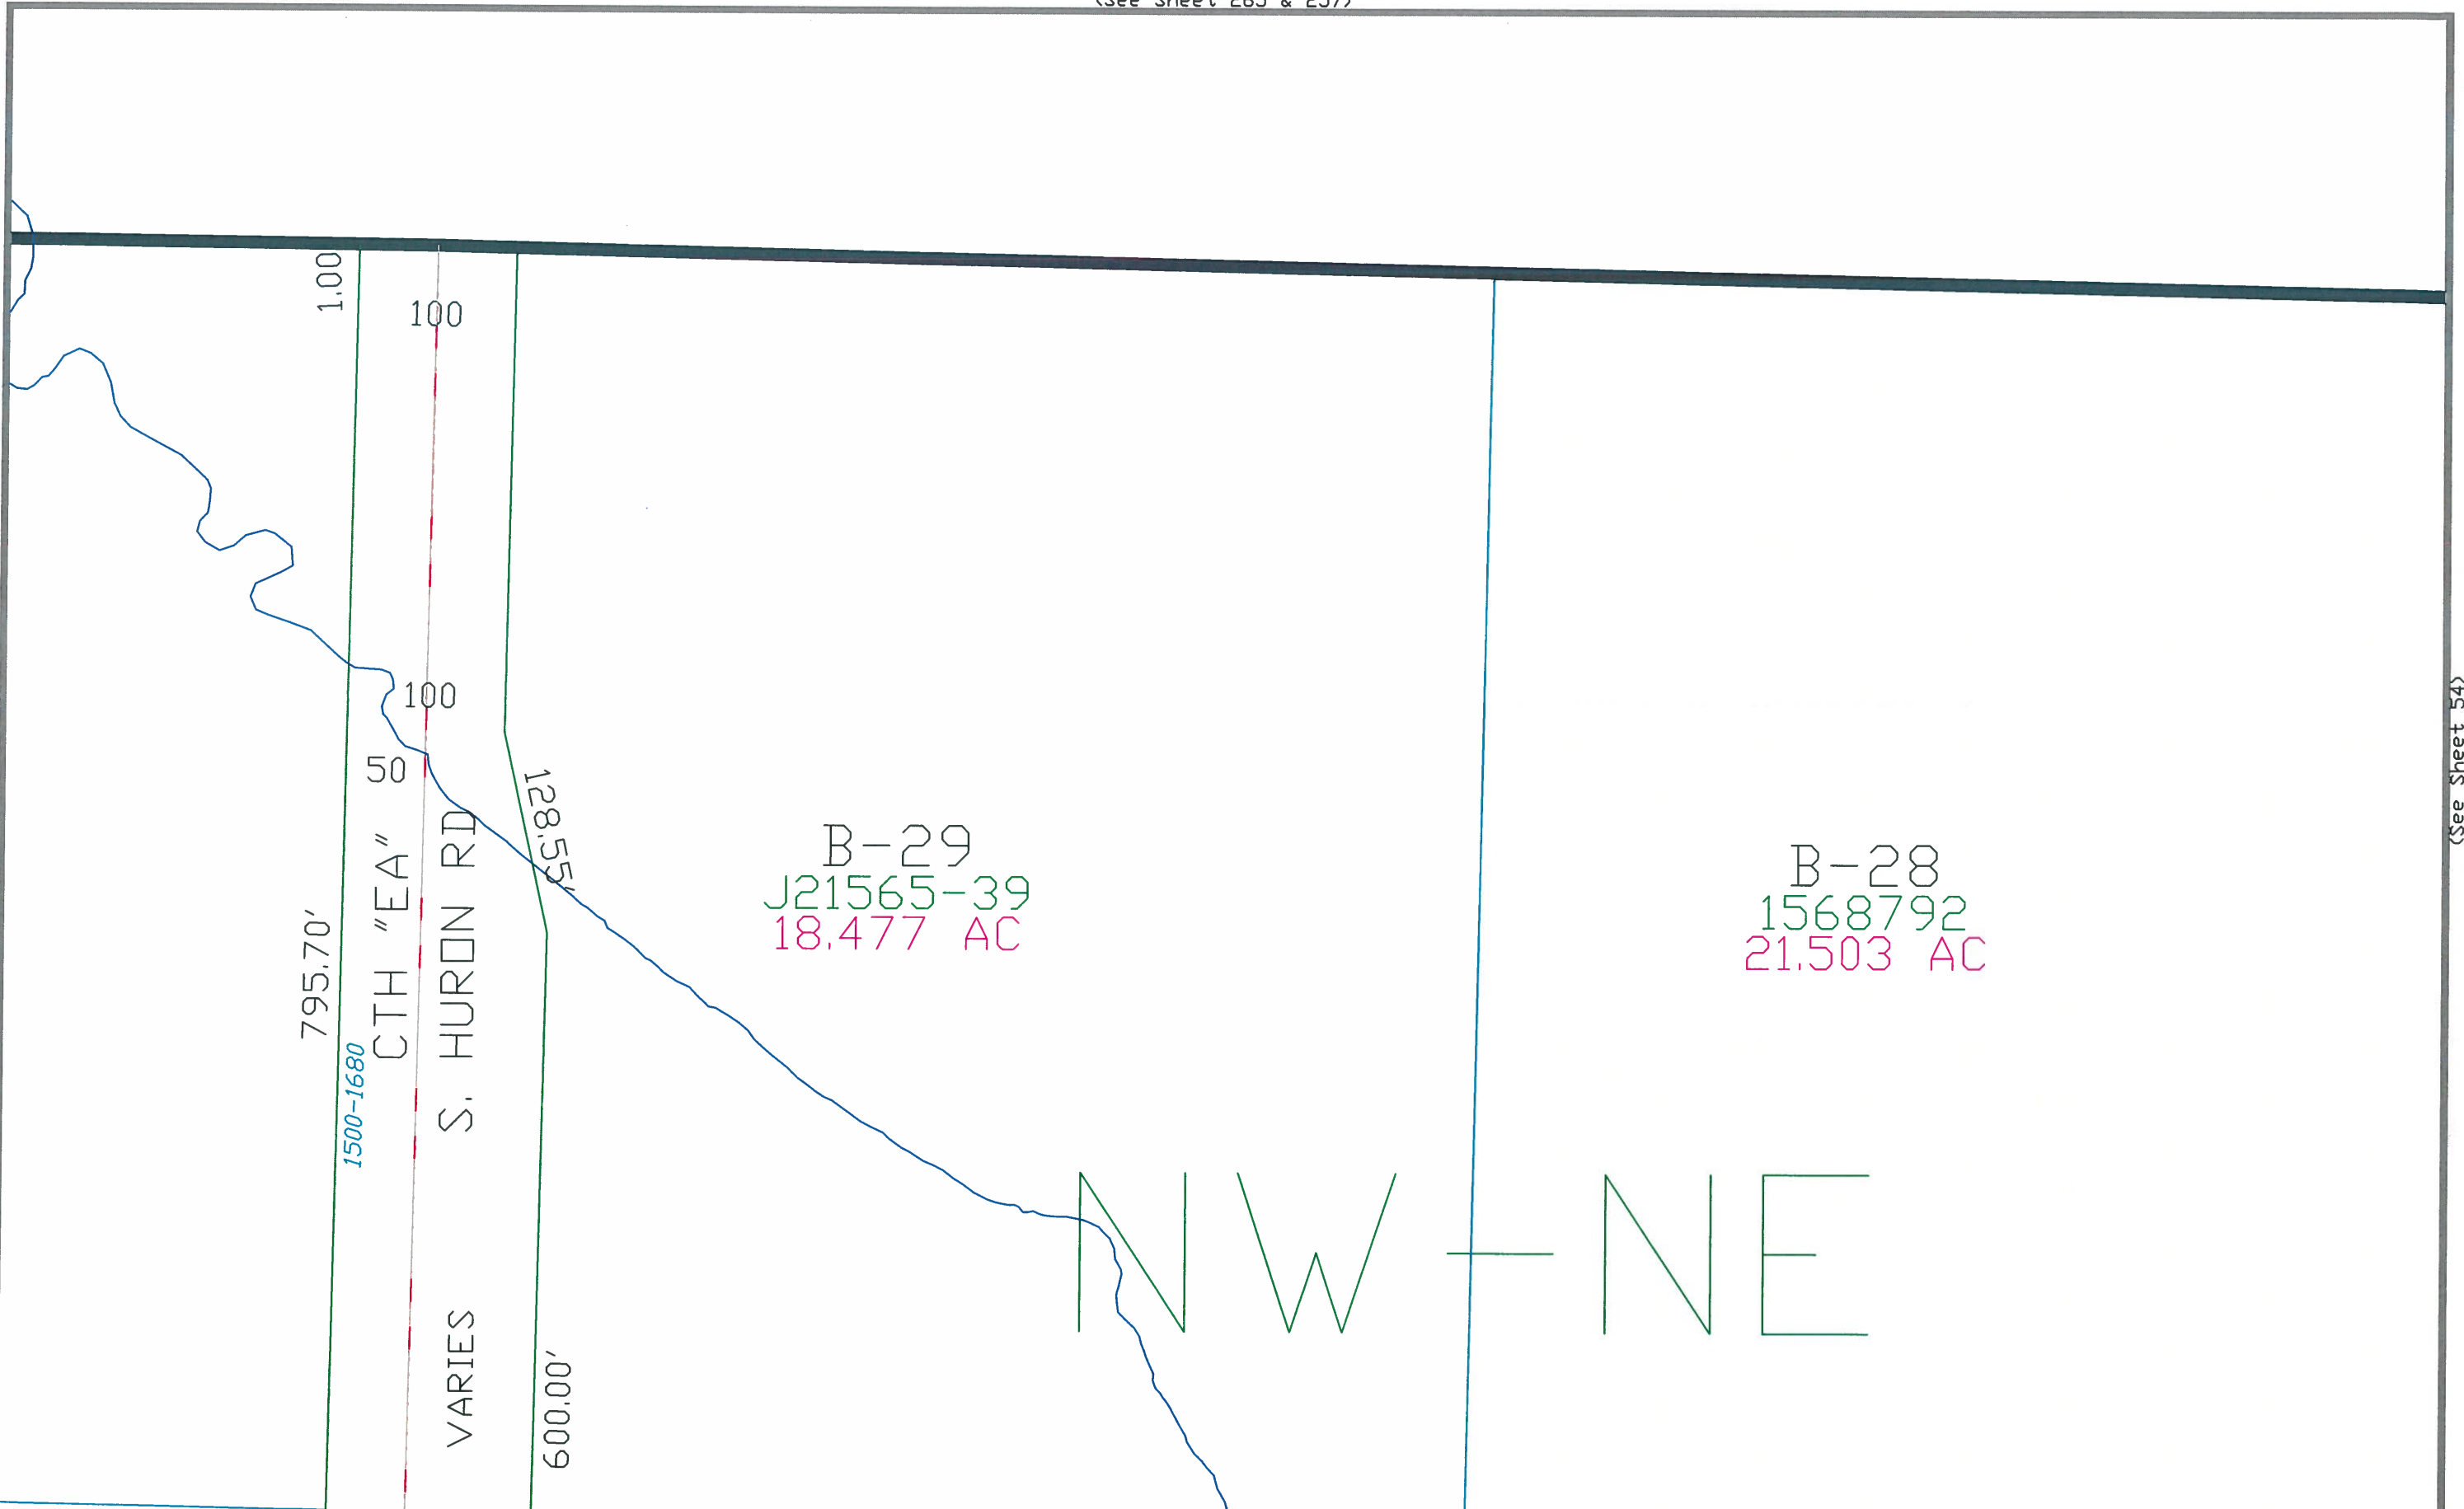 1.00
100
100
50
128.55'
(See Sheet 54)
B-29
J21565-39
18.477 AC
B-28
1568792
21.503 AC
795.70'
CTH "EA"
S. HURON RD
1500-1680
NW-NE
VARIES
600.00'